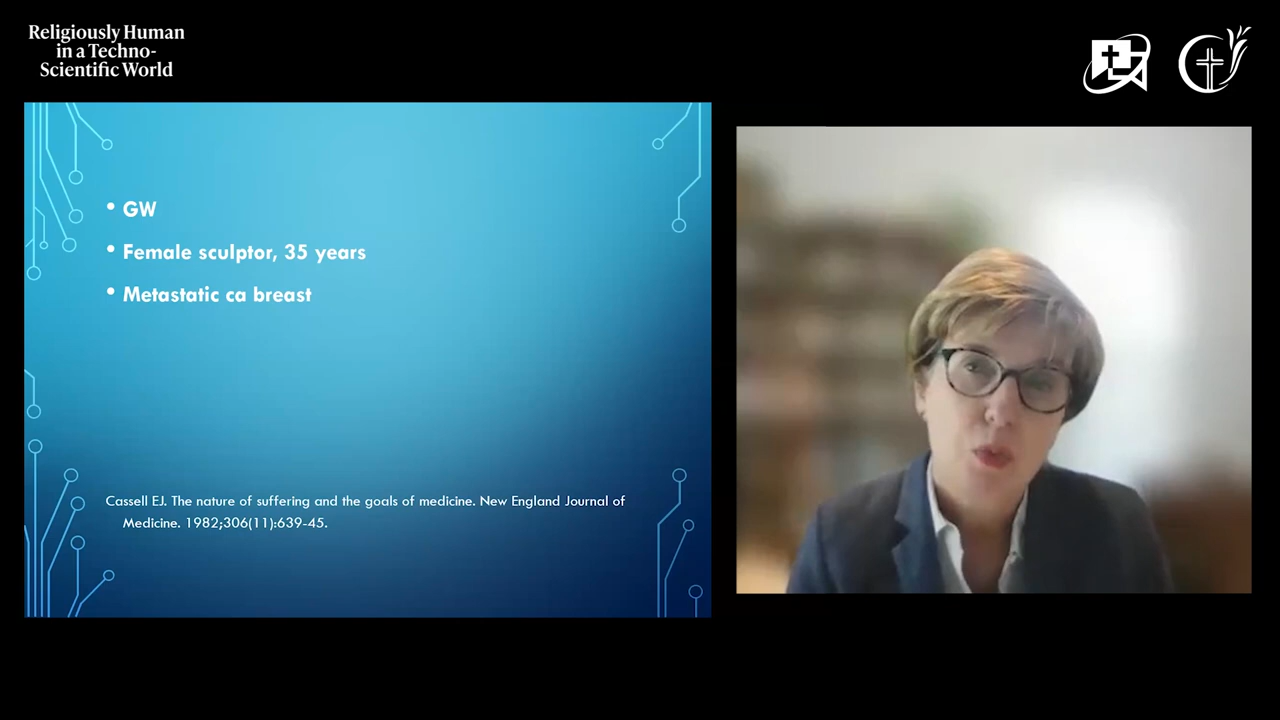 Religiously Human
in a Techno-
Scientific World
• GW
• Female sculptor, 35 years
• Metastatic ca breast
Cassell EJ. The nature of suffering and the goals of medicine. New England Journal of
Medicine. 1982;306(11):639-45.